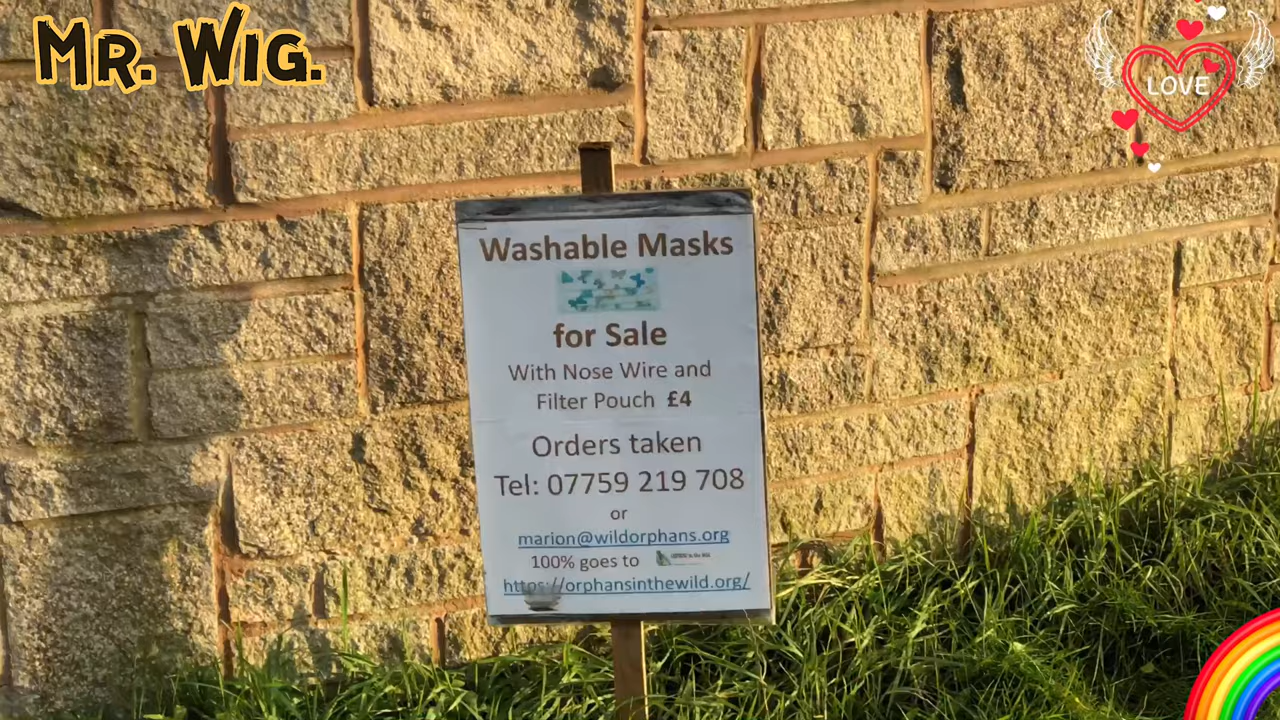 Mr. Wig.
LOVE
Washable Masks
for Sale
With Nose Wire and
Filter Pouch £4
Orders taken
Tel: 07759 219 708
or
marion@wildorphans.org
100% goes to
https://orphansinthewild.org/